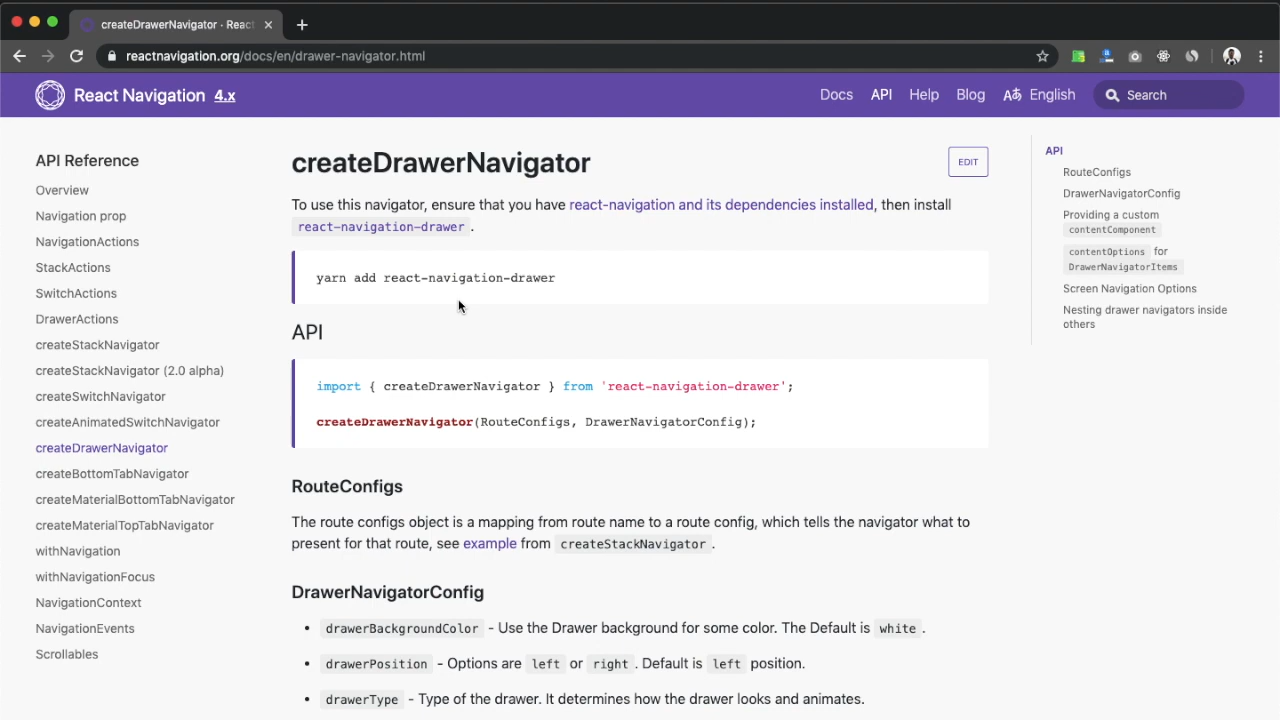 createDrawerNavigator · React
reactnavigation.org/docs/en/drawer-navigator.html
React Navigation 4.x
Docs API Help Blog English Search
API Reference
Overview
Navigation prop
NavigationActions
StackActions
SwitchActions
DrawerActions
createStackNavigator
createStackNavigator (2.0 alpha)
createSwitchNavigator
createAnimatedSwitchNavigator
createDrawerNavigator
createBottomTabNavigator
createMaterialBottomTabNavigator
createMaterialTopTabNavigator
withNavigation
withNavigationFocus
NavigationContext
NavigationEvents
Scrollables
createDrawerNavigator
EDIT
To use this navigator, ensure that you have react-navigation and its dependencies installed, then install
react-navigation-drawer .
yarn add react-navigation-drawer
API
import { createDrawerNavigator } from 'react-navigation-drawer';
createDrawerNavigator(RouteConfigs, DrawerNavigatorConfig);
RouteConfigs
The route configs object is a mapping from route name to a route config, which tells the navigator what to
present for that route, see example from createStackNavigator .
DrawerNavigatorConfig
• drawerBackgroundColor - Use the Drawer background for some color. The Default is white .
• drawerPosition - Options are left or right . Default is left position.
• drawerType - Type of the drawer. It determines how the drawer looks and animates.
API
RouteConfigs
DrawerNavigatorConfig
Providing a custom
contentComponent
contentOptions for
DrawerNavigatorItems
Screen Navigation Options
Nesting drawer navigators inside
others